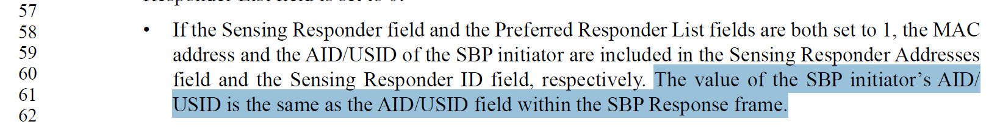 57
58 • If the Sensing Responder field and the Preferred Responder List fields are both set to 1, the MAC
59 address and the AID/USID of the SBP initiator are included in the Sensing Responder Addresses
60 field and the Sensing Responder ID field, respectively. The value of the SBP initiator’s AID/
61 USID is the same as the AID/USID field within the SBP Response frame.
62